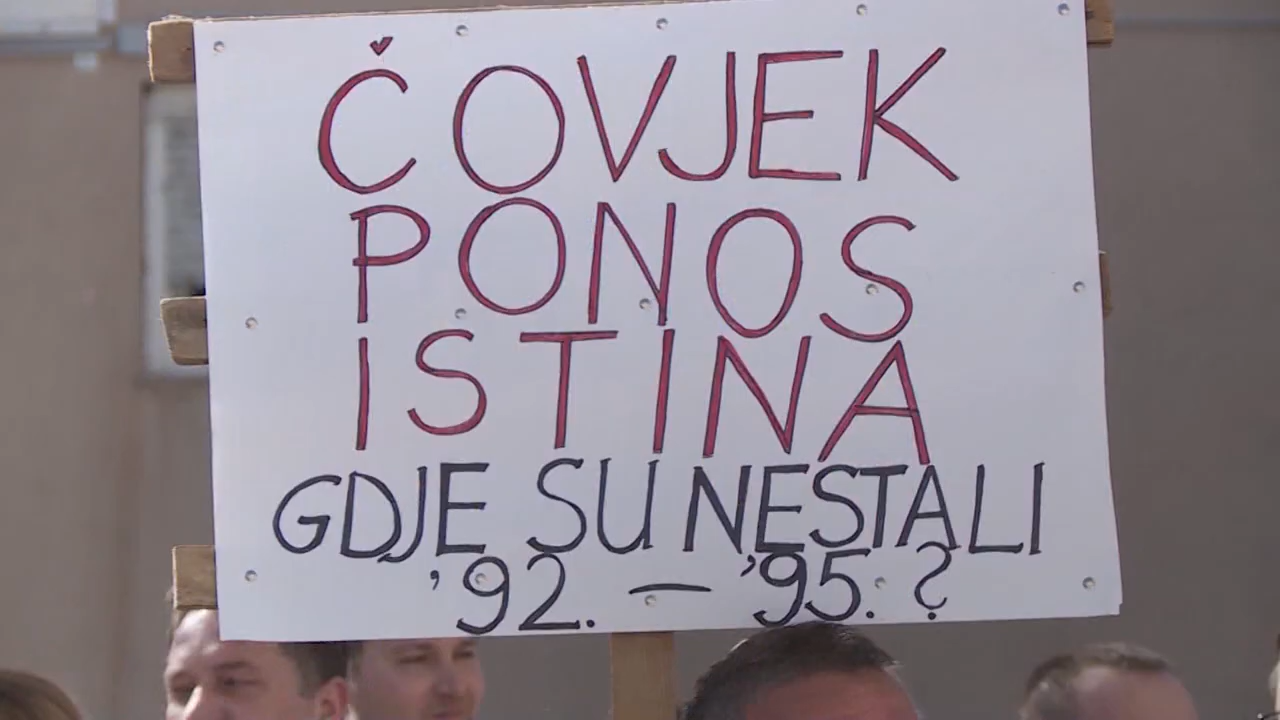 ČOVJEK
PONOS
ISTINA
GDJE SU NESTALI
'92. – '95. ?